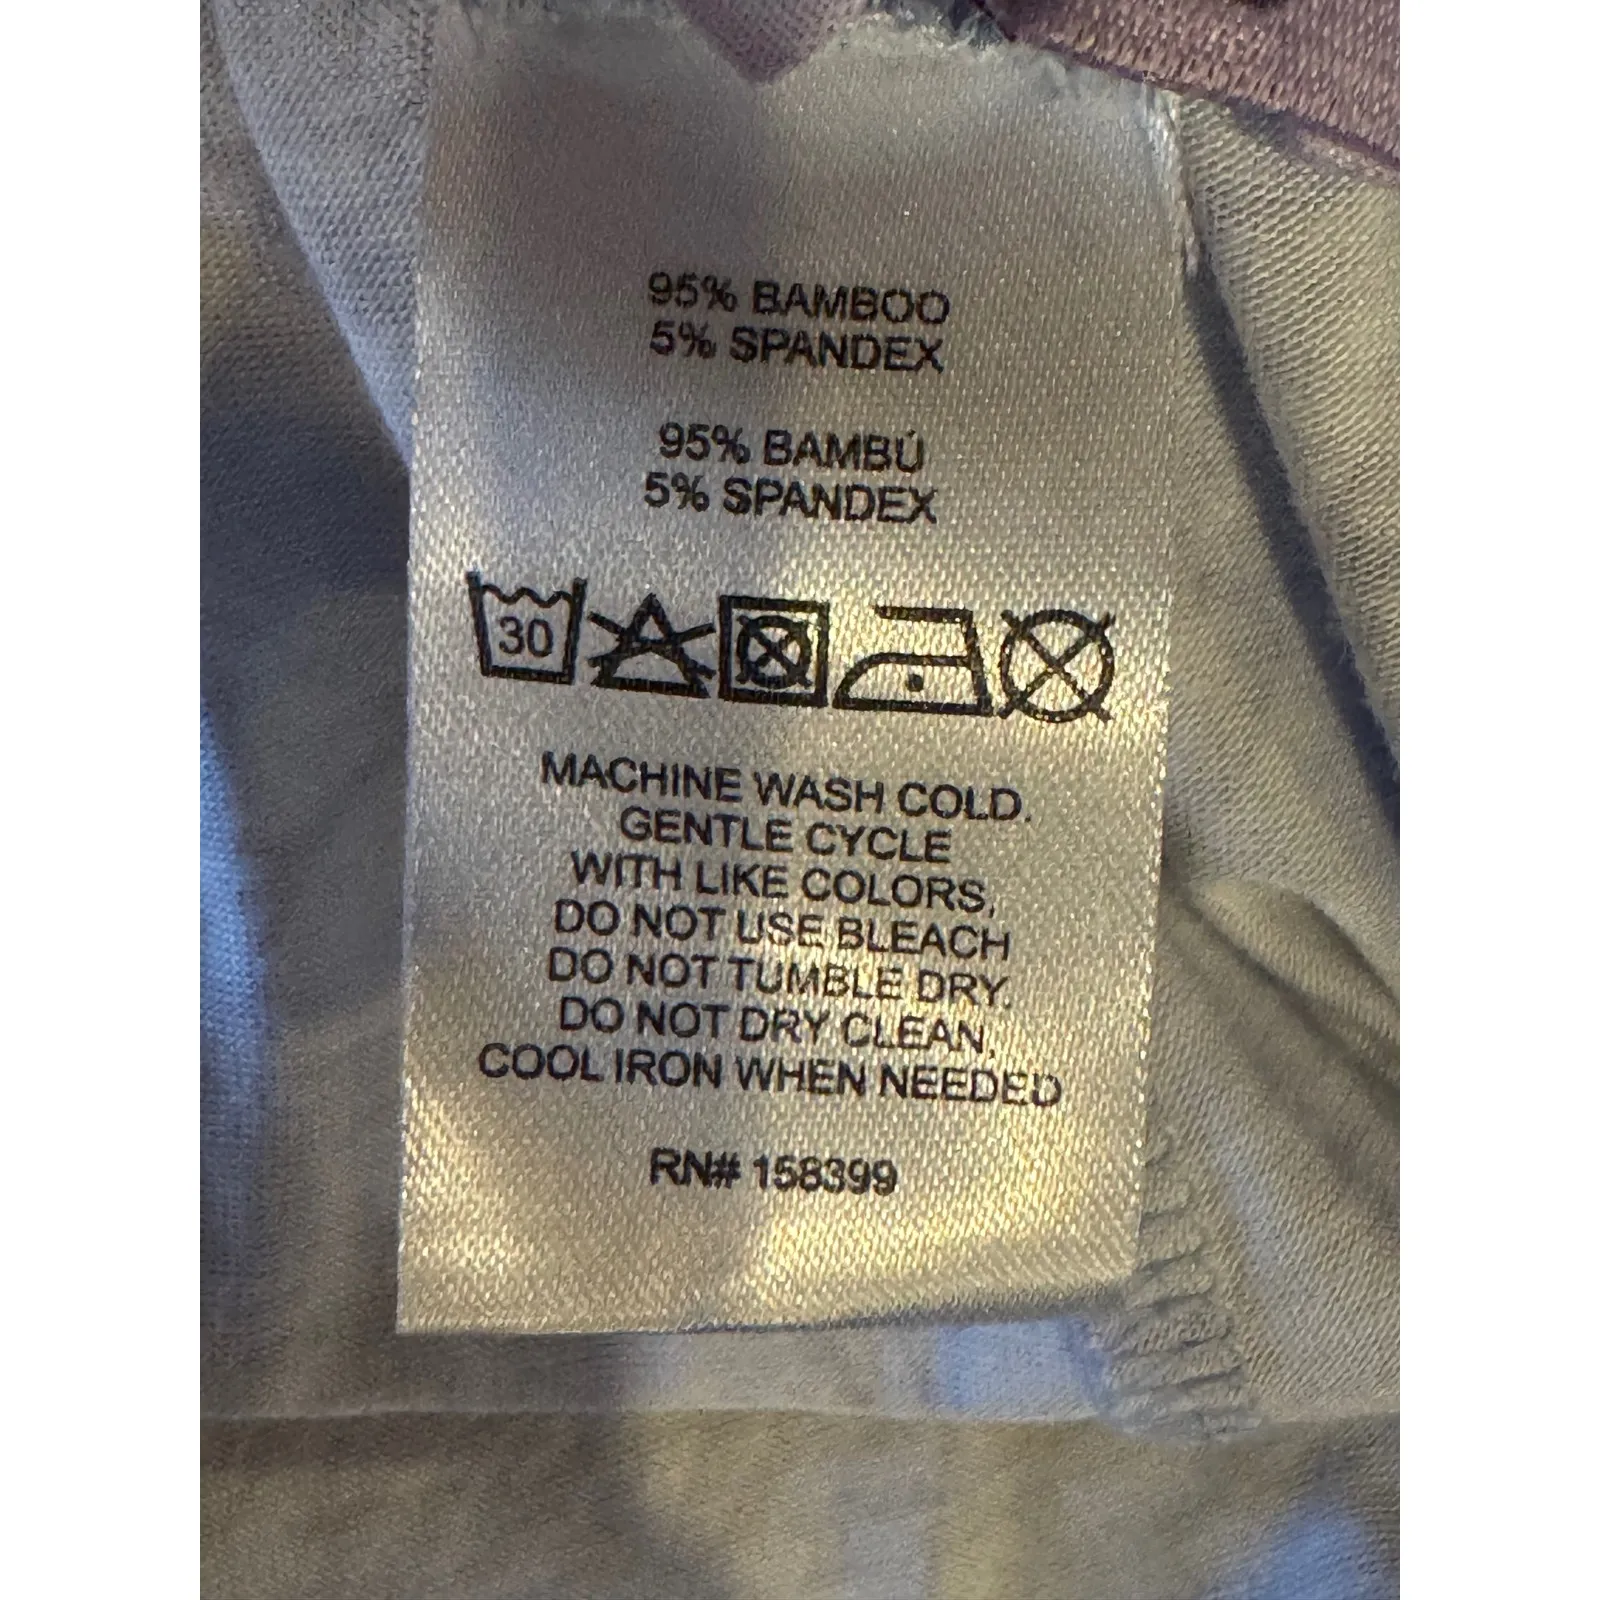 95% BAMBOO
5% SPANDEX
95% BAMBÚ
5% SPANDEX
30
MACHINE WASH COLD.
GENTLE CYCLE
WITH LIKE COLORS,
DO NOT USE BLEACH
DO NOT TUMBLE DRY.
DO NOT DRY CLEAN,
COOL IRON WHEN NEEDED
RN# 158399